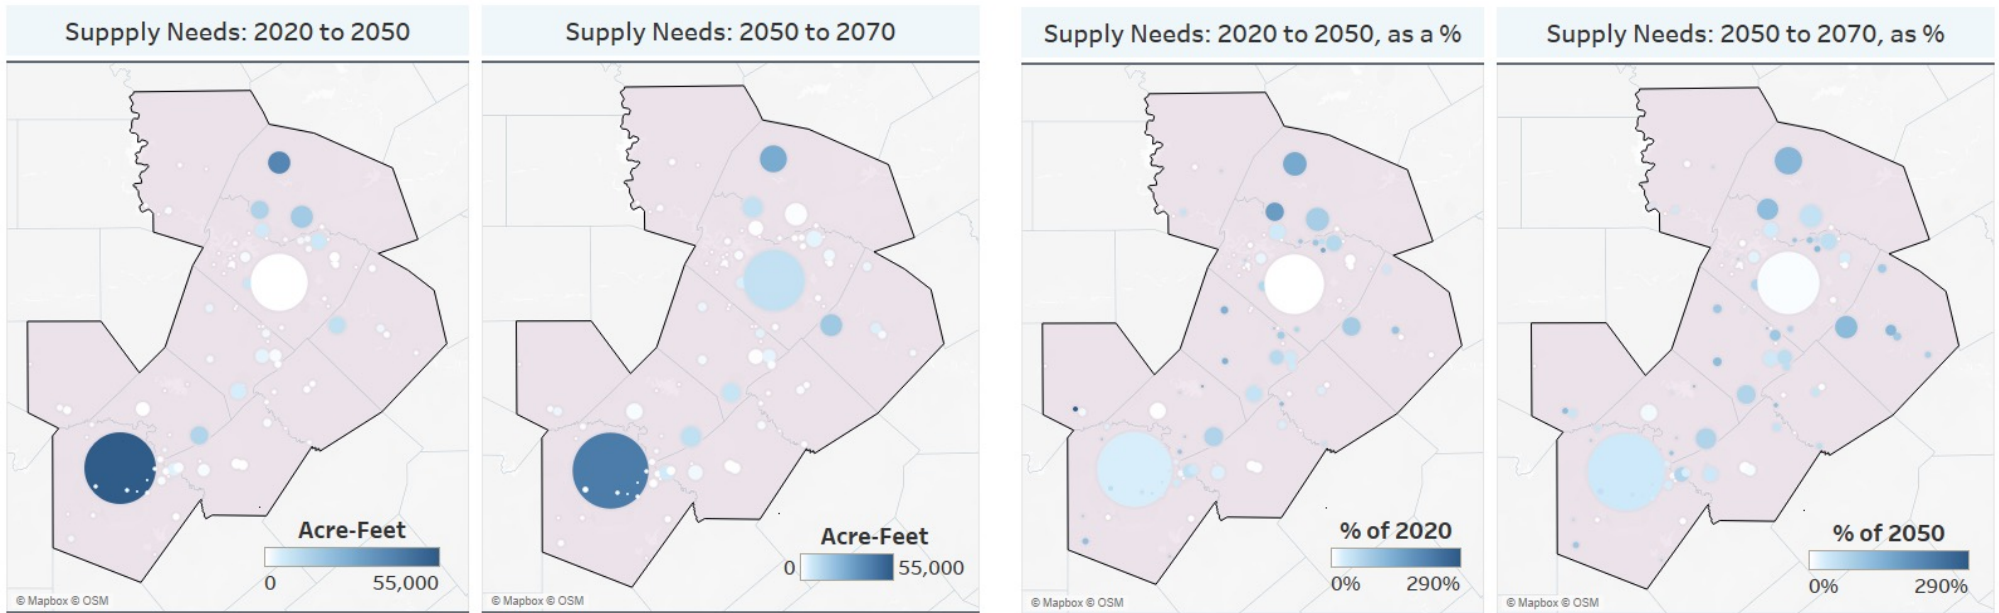 Suppply Needs: 2020 to 2050
Supply Needs: 2050 to 2070
Supply Needs: 2020 to 2050, as a %
Supply Needs: 2050 to 2070, as %
Acre-Feet
0 55,000
© Mapbox © OSM
Acre-Feet
0 55,000
© Mapbox © OSM
% of 2020
0% 290%
© Mapbox © OSM
% of 2050
0% 290%
© Mapbox © OSM